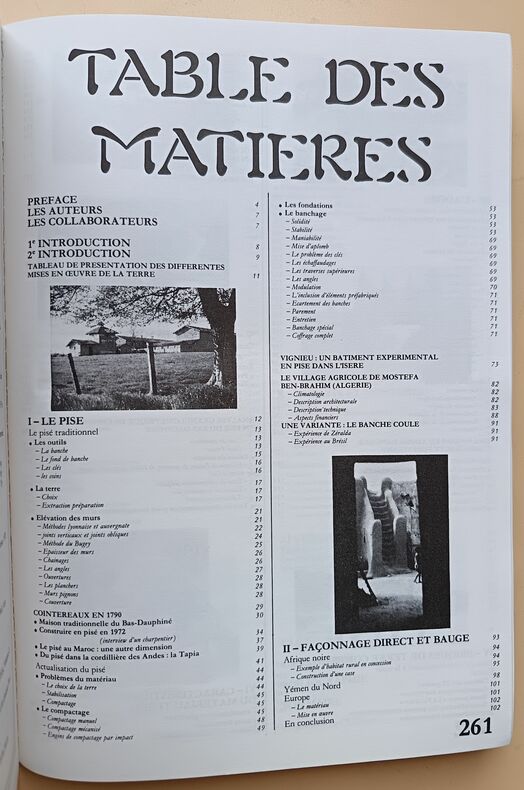 TABLE DES
MATIERES
PREFACE 4
LES AUTEURS 7
LES COLLABORATEURS 7
1e INTRODUCTION 8
2e INTRODUCTION 9
TABLEAU DE PRESENTATION DES DIFFERENTES
MISES EN ŒUVRE DE LA TERRE 11
I – LE PISE 12
Le pisé traditionnel 13
• Les outils 13
– La banche 15
– Le fond de banche 15
– Les clés 16
– les coins 16
• La terre 17
– Choix 17
– Extraction préparation 17
• Elévation des murs 21
– Méthodes lyonnaise et auvergnate 21
– joints verticaux et joints obliques 22
– Méthode du Bugey 24
– Epaisseur des murs 25
– Chainages 26
– Les angles 26
– Ouvertures 27
– Les planchers 28
– Murs pignons 28
– Couverture 28
COINTEREAUX EN 1790 29
• Maison traditionnelle du Bas-Dauphiné 30
• Construire en pisé en 1972 34
(interview d'un charpentier) 37
• Le pisé au Maroc : une autre dimension 39
• Du pisé dans la cordillière des Andes : la Tapia 41
Actualisation du pisé 44
• Problèmes du matériau 44
– Le choix de la terre 44
– Stabilisation 45
– Compactage 46
• Le compactage 48
– Compactage manuel 48
– Compactage mécanisé 49
– Engins de compactage par impact
• Les fondations 53
• Le banchage 53
– Solidité 53
– Stabilité 53
– Maniabilité 69
– Mise d'aplomb 69
– Le problème des clés 69
– Les échaffaudages 69
– Les traverses supérieures 69
– Les angles 69
– Modulation 70
– L'inclusion d'éléments préfabriqués 71
– Ecartement des banches 71
– Parement 71
– Entretien 71
– Banchage spécial 71
– Coffrage complet 71
VIGNIEU : UN BATIMENT EXPERIMENTAL
EN PISE DANS L'ISERE 73
LE VILLAGE AGRICOLE DE MOSTEFA
BEN-BRAHIM (ALGERIE) 82
– Climatologie 82
– Description architecturale 82
– Description technique 83
– Aspects financiers 88
UNE VARIANTE : LE BANCHE COULE 91
– Expérience de Zéralda 91
– Expérience au Brésil 91
II – FAÇONNAGE DIRECT ET BAUGE 93
Afrique noire 94
– Exemple d'habitat rural en concession 94
– Construction d'une case 95
Yémen du Nord 98
Europe 101
– Le matériau 102
– Mise en œuvre 101
En conclusion 102
261